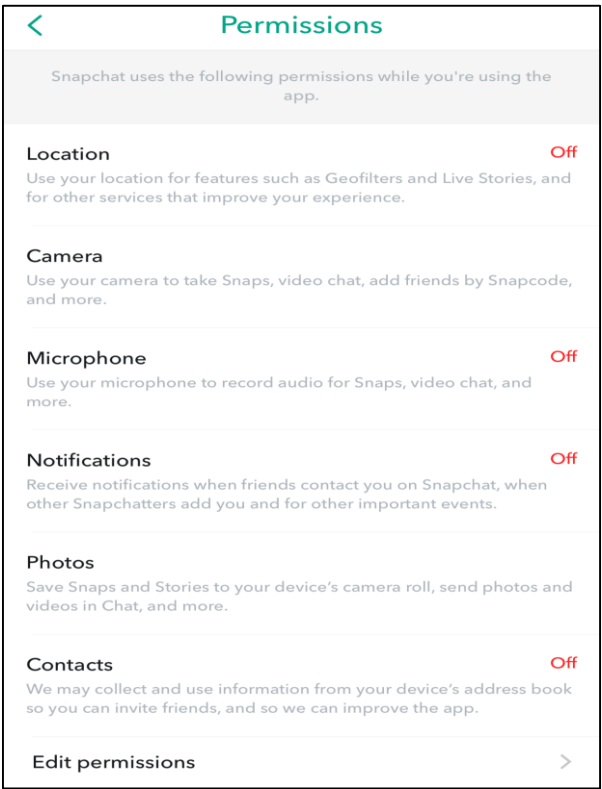 Permissions
Snapchat uses the following permissions while you're using the
app.
Location Off
Use your location for features such as Geofilters and Live Stories, and
for other services that improve your experience.
Camera
Use your camera to take Snaps, video chat, add friends by Snapcode,
and more.
Microphone Off
Use your microphone to record audio for Snaps, video chat, and
more.
Notifications Off
Receive notifications when friends contact you on Snapchat, when
other Snapchatters add you and for other important events.
Photos
Save Snaps and Stories to your device’s camera roll, send photos and
videos in Chat, and more.
Contacts Off
We may collect and use information from your device’s address book
so you can invite friends, and so we can improve the app.
Edit permissions